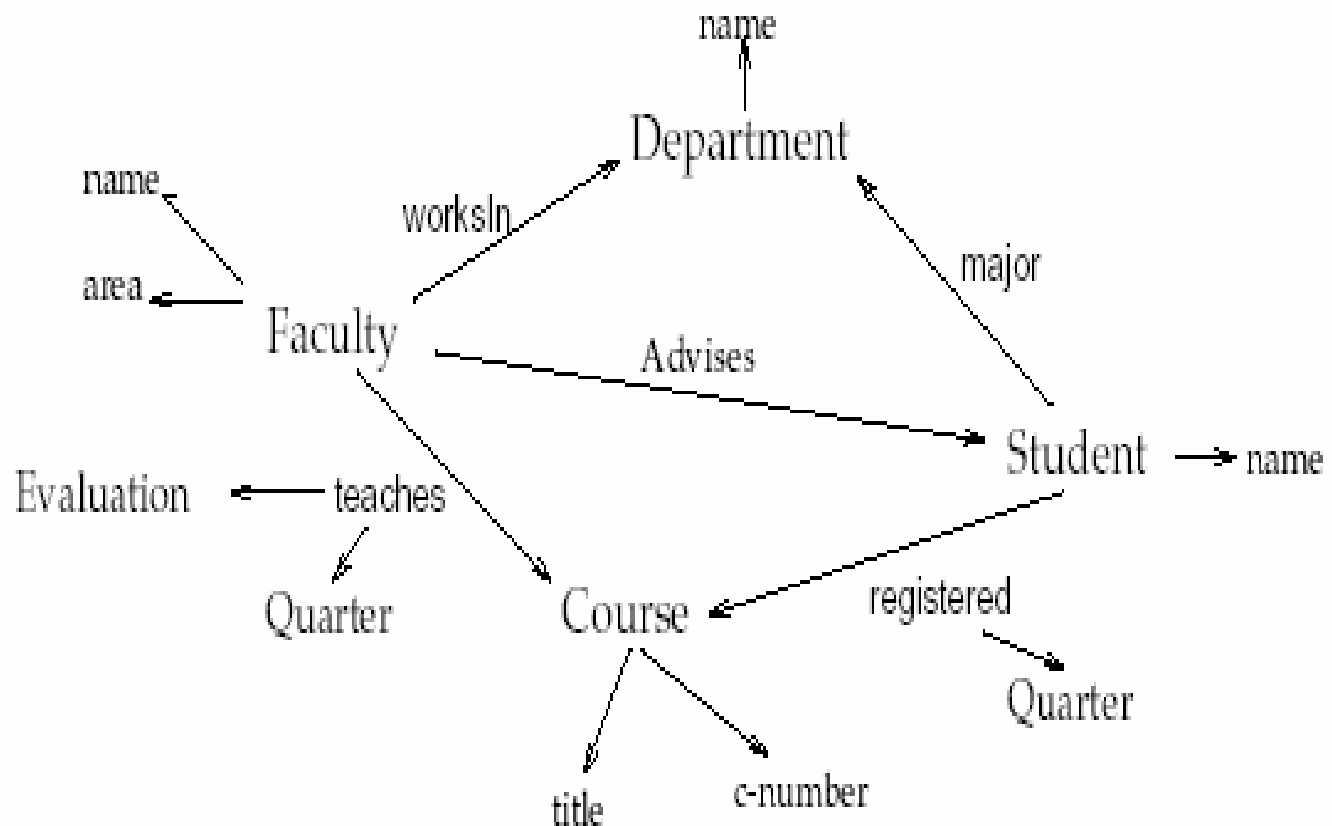 name
Department
name
worksIn
major
area
Faculty
Advises
Student
name
Evaluation
teaches
Quarter
Course
registered
Quarter
title
c-number